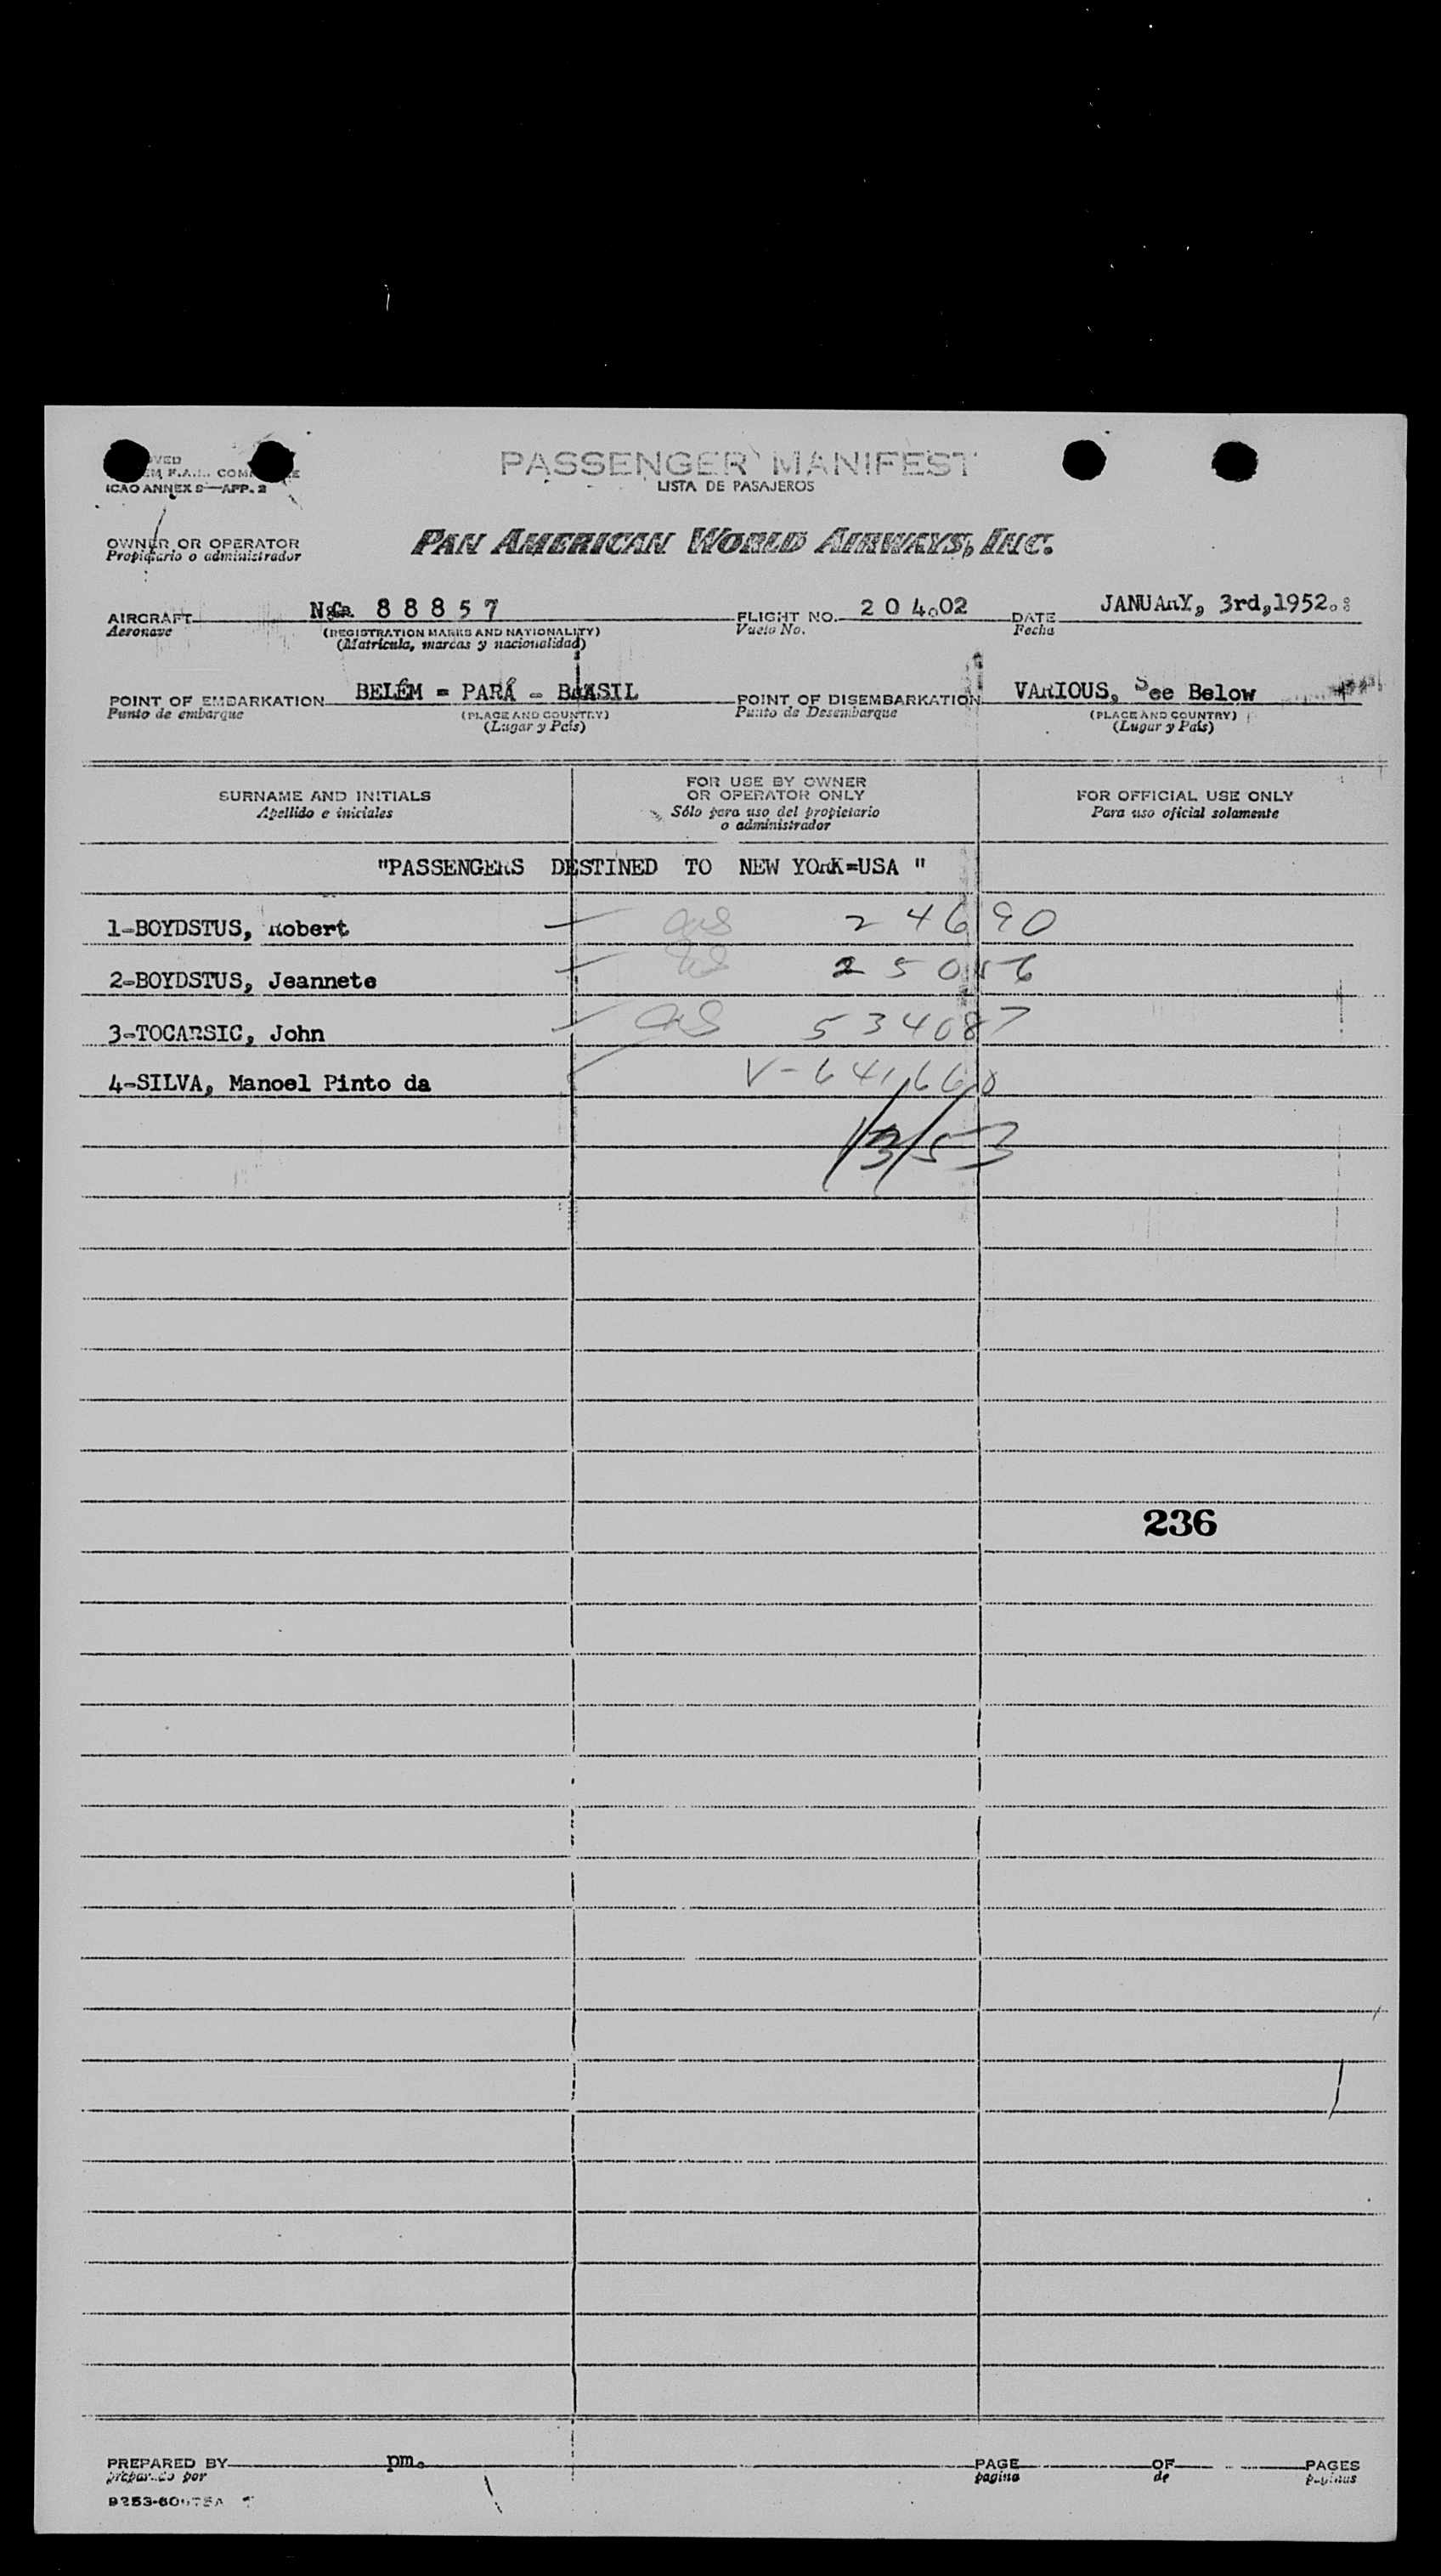 PASSENGER MANIFEST
LISTA DE PASAJEROS
ICAO ANNEX 9—APP. 2
OWNER OR OPERATOR
Propietario o administrador
PAN AMERICAN WORLD AIRWAYS, INC.
AIRCRAFT 88857 FLIGHT NO. 204.02 DATE JANUARY, 3rd,1952.
Aeronave (REGISTRATION MARKS AND NATIONALITY) Vuelo No. Fecha
(Matrícula, marcas y nacionalidad)
POINT OF EMBARKATION BELÉM = PARÁ = BRASIL POINT OF DISEMBARKATION VARIOUS, See Below
Punto de embarque (PLACE AND COUNTRY) Punto de Desembarque (PLACE AND COUNTRY)
(Lugar y País) (Lugar y País)
SURNAME AND INITIALS
Apellido e iniciales
FOR USE BY OWNER
OR OPERATOR ONLY
Sólo para uso del propietario
o administrador
FOR OFFICIAL USE ONLY
Para uso oficial solamente
"PASSENGERS DESTINED TO NEW YORK=USA "
1-BOYDSTUS, Robert 24690
2-BOYDSTUS, Jeannete
3-TOCARSIC, John 534087
4-SILVA, Manoel Pinto da
1/3/53
236
PREPARED BY pm. PAGE OF PAGES
preparado por pagina de paginas